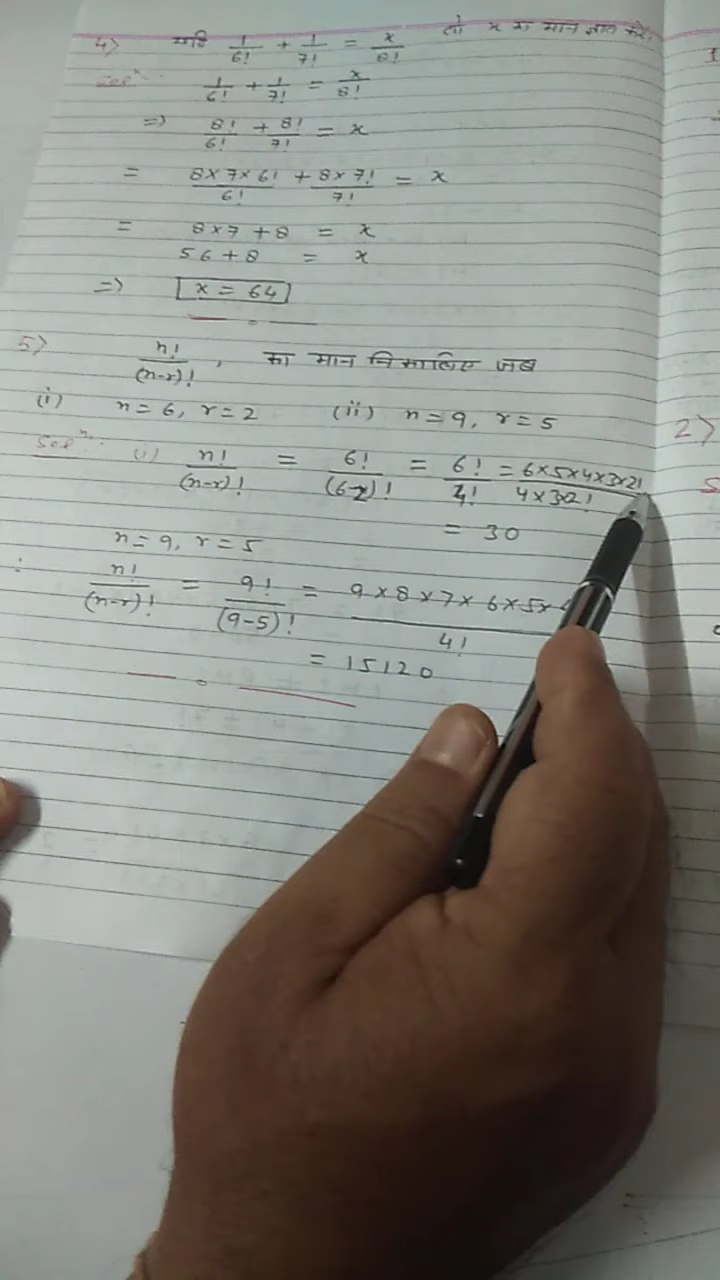 4) यदि 1/6! + 1/7! = x/8! तो x का मान ज्ञात करें।
Solⁿ. 1/6! + 1/7! = x/8!
=> 8!/6! + 8!/7! = x
= 8×7×6!/6! + 8×7!/7! = x
= 8×7+8 = x
56+8 = x
=> x = 64
5) n!/(n-r)!, का मान निकालिए जब
(i) n=6, r=2 (ii) n=9, r=5
Solⁿ. (i) n!/(n-r)! = 6!/(6-2)! = 6!/4! = 6×5×4×3×2!/4×3×2!
= 30
n=9, r=5
n!/(n-r)! = 9!/(9-5)! = 9×8×7×6×5×4/4!
= 15120
2)